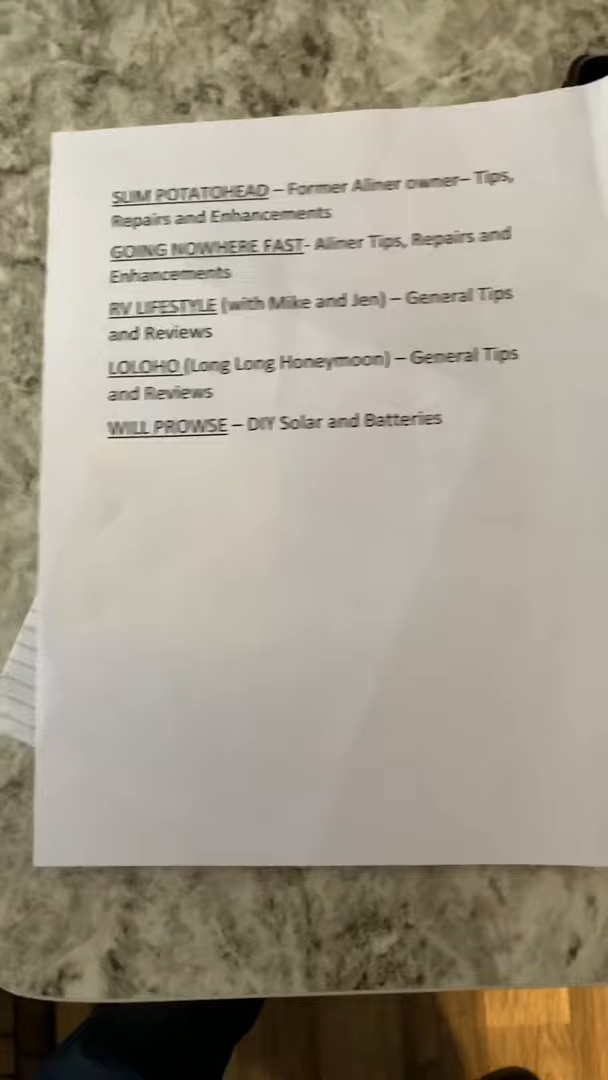 SLIM POTATOHEAD – Former Aliner owner– Tips,
Repairs and Enhancements
GOING NOWHERE FAST- Aliner Tips, Repairs and
Enhancements
RV LIFESTYLE (with Mike and Jen) – General Tips
and Reviews
LOLOHO (Long Long Honeymoon) – General Tips
and Reviews
WILL PROWSE – DIY Solar and Batteries